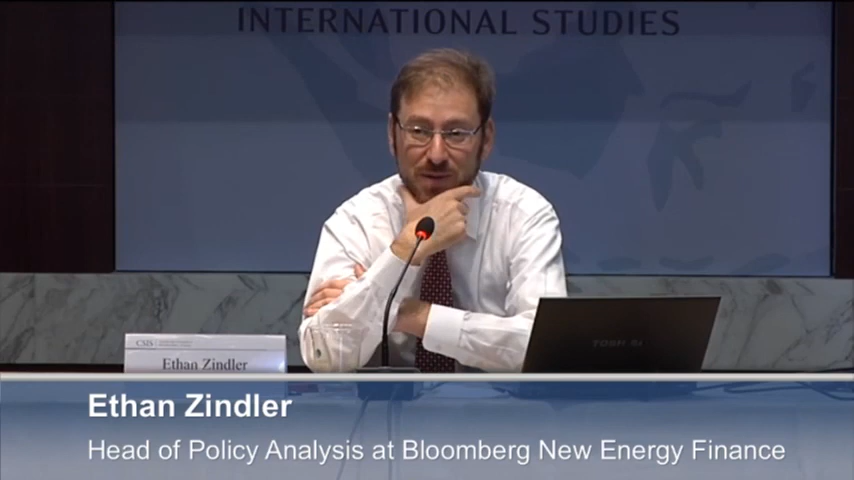 INTERNATIONAL STUDIES
CSIS
Ethan Zindler
Ethan Zindler
Head of Policy Analysis at Bloomberg New Energy Finance